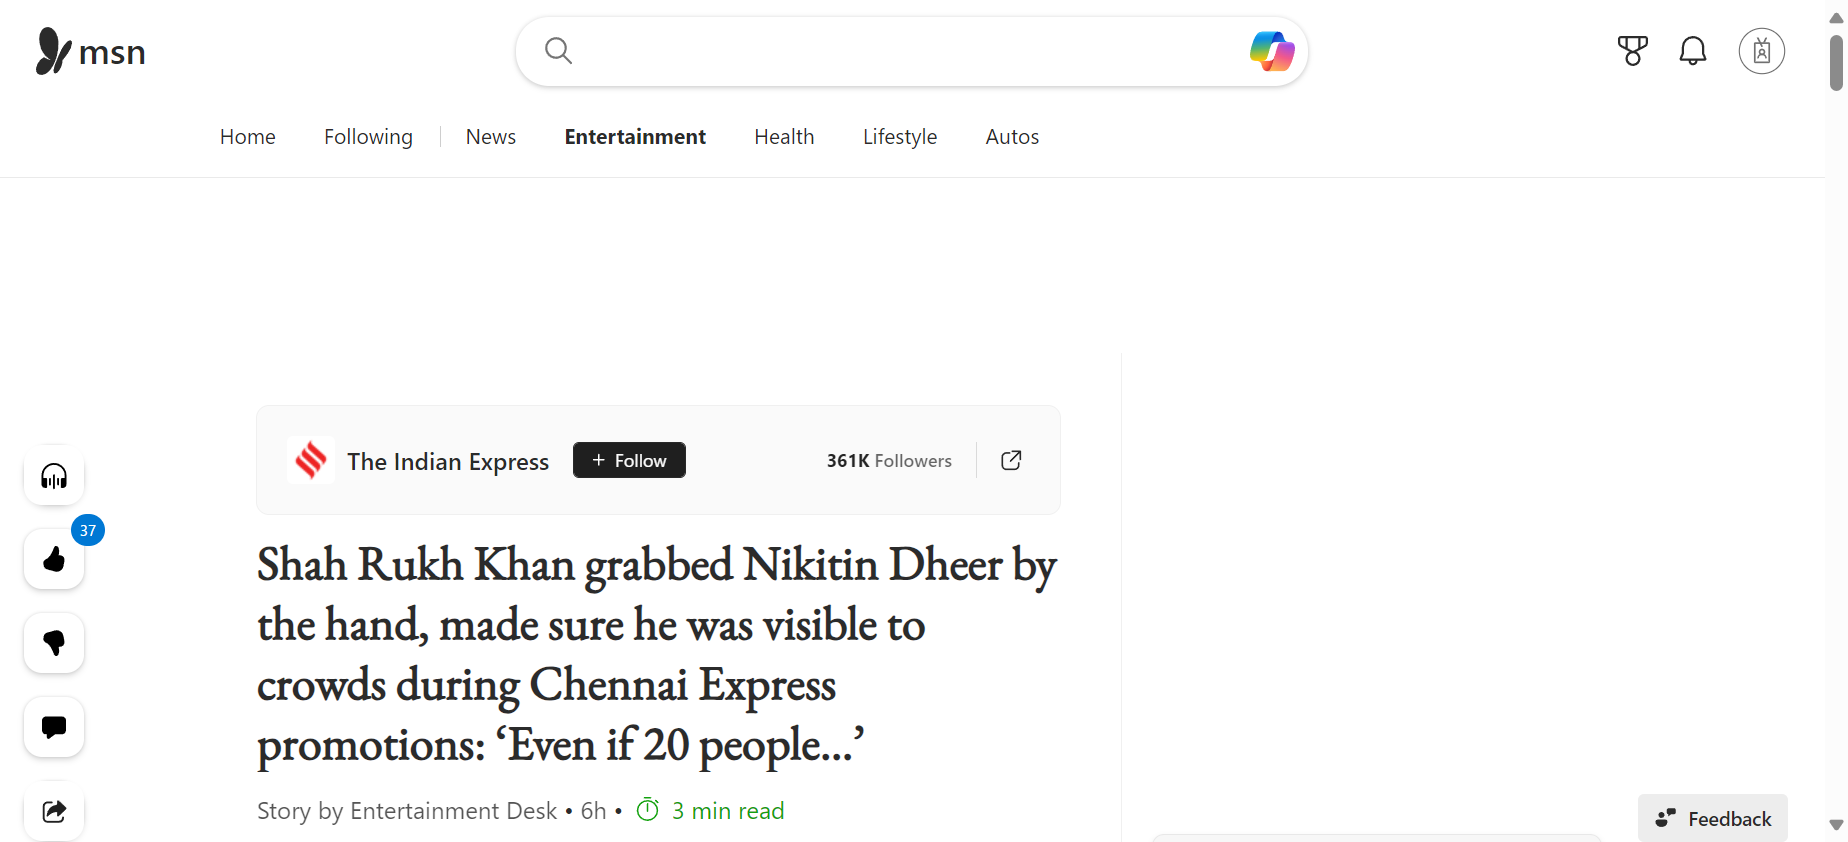 msn
Home
Following
News
Entertainment
Health
Lifestyle
Autos
The Indian Express
+ Follow
361K Followers
37
Shah Rukh Khan grabbed Nikitin Dheer by
the hand, made sure he was visible to
crowds during Chennai Express
promotions: ‘Even if 20 people...’
Story by Entertainment Desk • 6h • 3 min read
Feedback